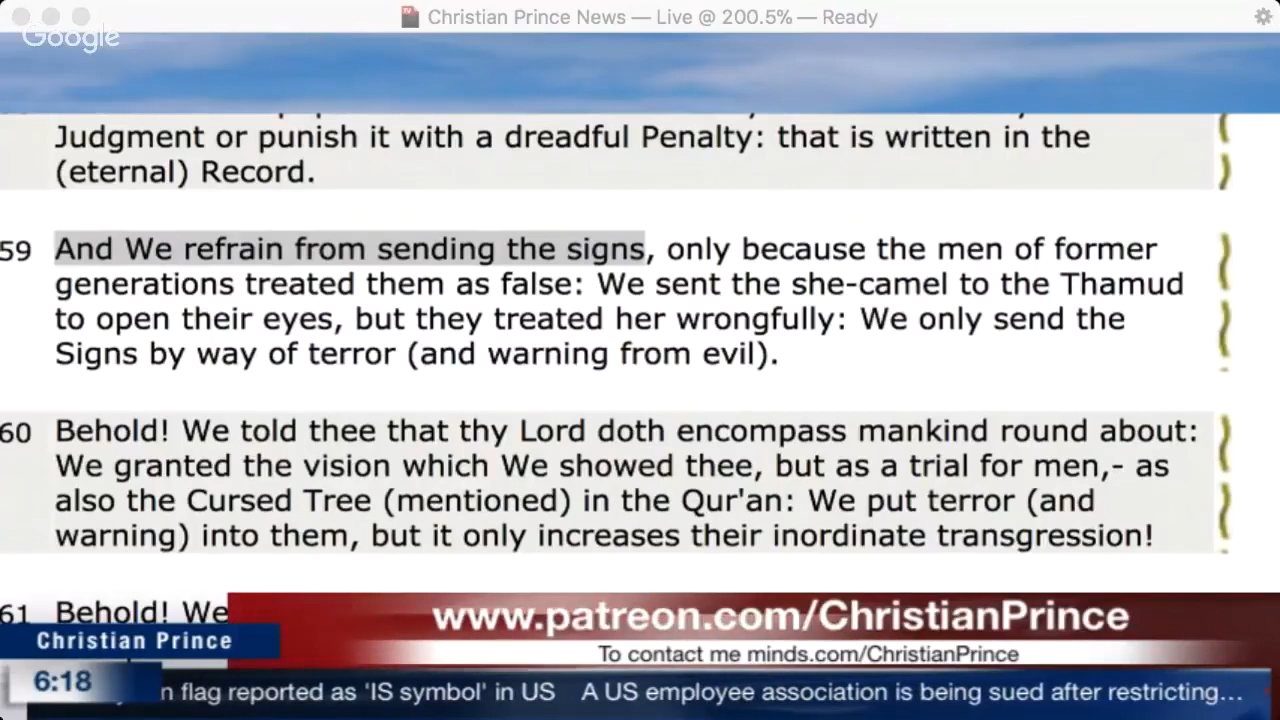 Christian Prince News — Live @ 200.5% — Ready
Google
Judgment or punish it with a dreadful Penalty: that is written in the
(eternal) Record.
59 And We refrain from sending the signs, only because the men of former
generations treated them as false: We sent the she-camel to the Thamud
to open their eyes, but they treated her wrongfully: We only send the
Signs by way of terror (and warning from evil).
60 Behold! We told thee that thy Lord doth encompass mankind round about:
We granted the vision which We showed thee, but as a trial for men,- as
also the Cursed Tree (mentioned) in the Qur'an: We put terror (and
warning) into them, but it only increases their inordinate transgression!
61 Behold! We
www.patreon.com/ChristianPrince
Christian Prince
To contact me minds.com/ChristianPrince
6:18
n flag reported as 'IS symbol' in US A US employee association is being sued after restricting...